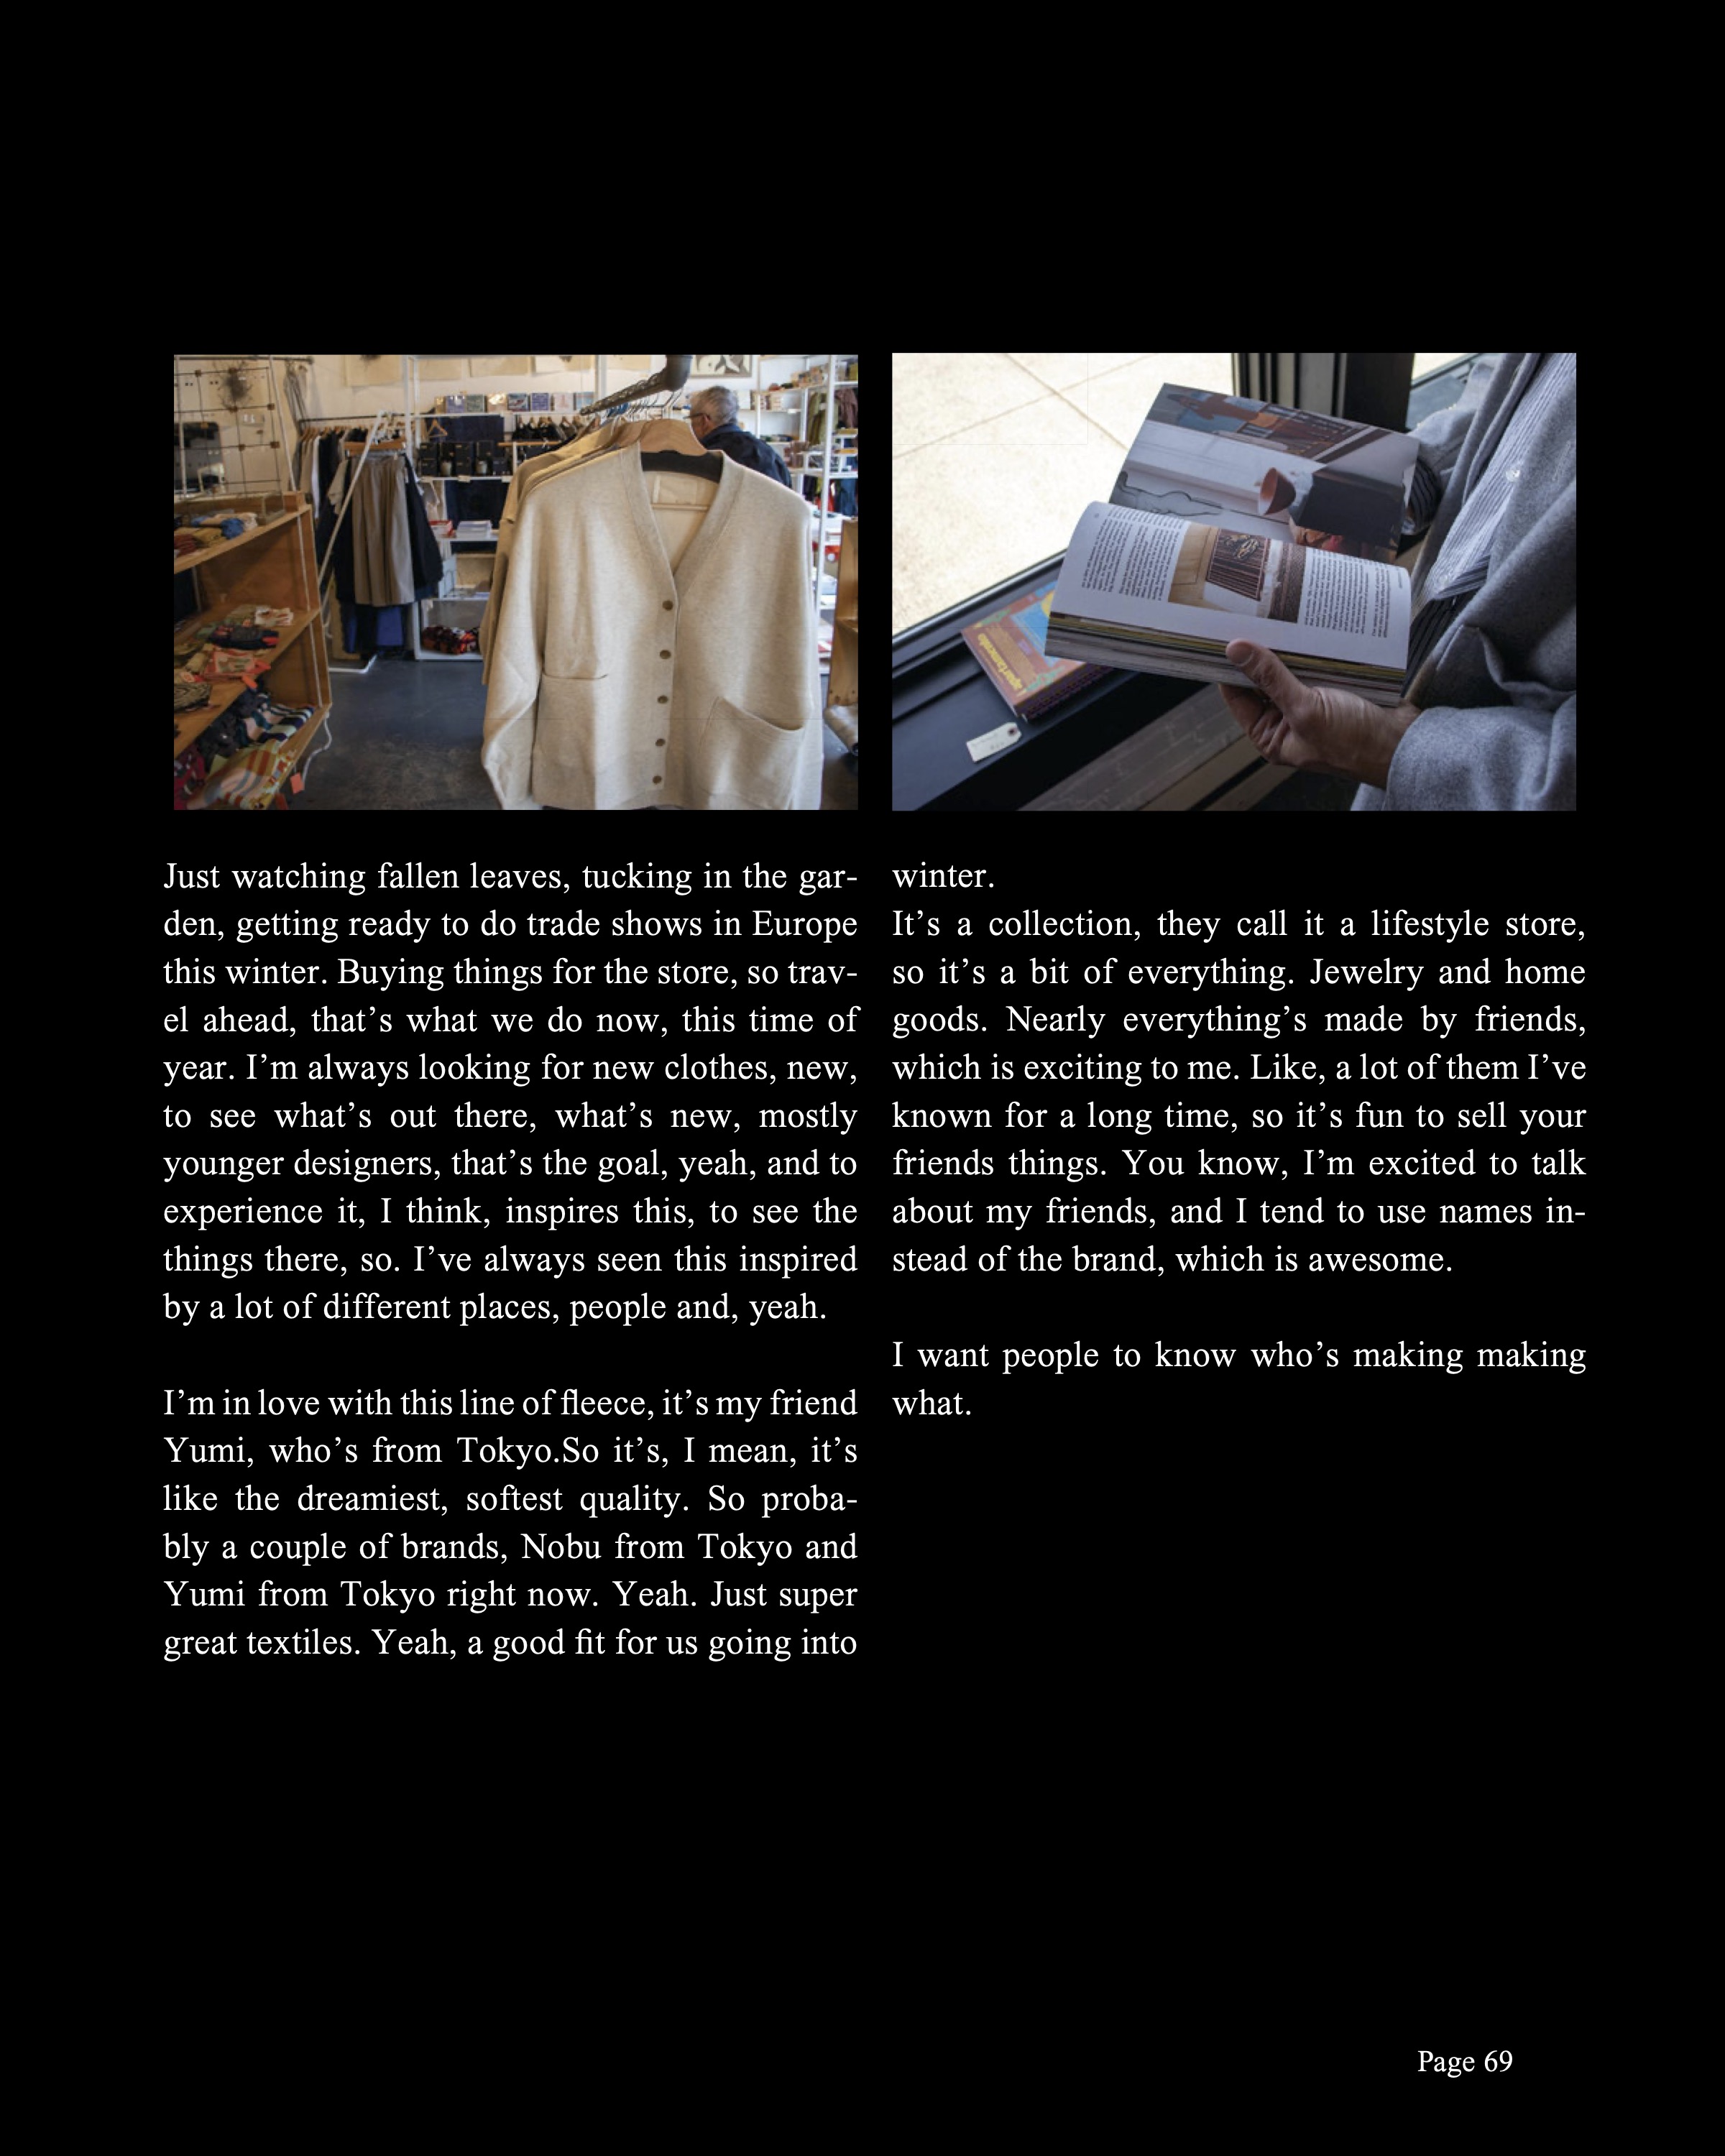 apartamento
Just watching fallen leaves, tucking in the gar-
den, getting ready to do trade shows in Europe
this winter. Buying things for the store, so trav-
el ahead, that’s what we do now, this time of
year. I’m always looking for new clothes, new,
to see what’s out there, what’s new, mostly
younger designers, that’s the goal, yeah, and to
experience it, I think, inspires this, to see the
things there, so. I’ve always seen this inspired
by a lot of different places, people and, yeah.
I’m in love with this line of fleece, it’s my friend
Yumi, who’s from Tokyo.So it’s, I mean, it’s
like the dreamiest, softest quality. So proba-
bly a couple of brands, Nobu from Tokyo and
Yumi from Tokyo right now. Yeah. Just super
great textiles. Yeah, a good fit for us going into
winter.
It’s a collection, they call it a lifestyle store,
so it’s a bit of everything. Jewelry and home
goods. Nearly everything’s made by friends,
which is exciting to me. Like, a lot of them I’ve
known for a long time, so it’s fun to sell your
friends things. You know, I’m excited to talk
about my friends, and I tend to use names in-
stead of the brand, which is awesome.
I want people to know who’s making making
what.
Page 69